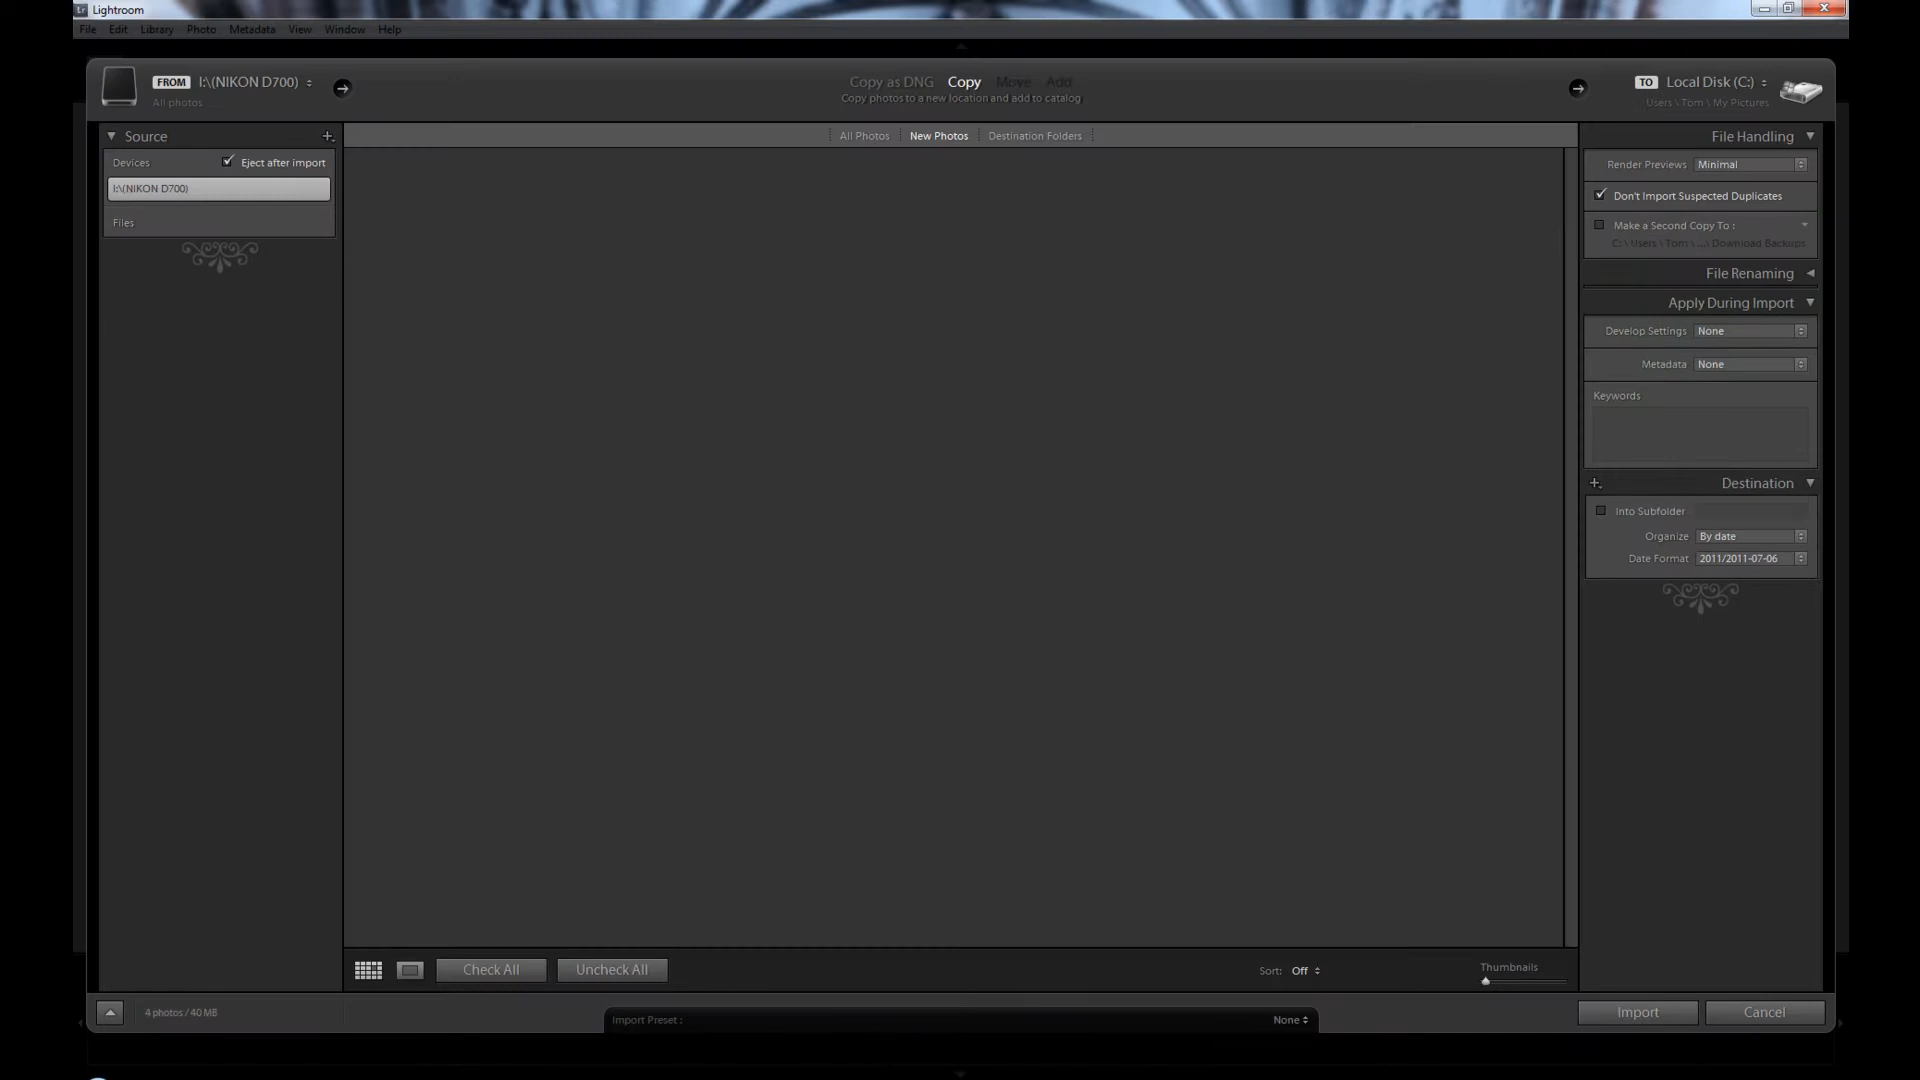 Lr Lightroom
File Edit Library Photo Metadata View Window Help
FROM I:\(NIKON D700)
All photos
Copy as DNG Copy Move Add
Copy photos to a new location and add to catalog
TO Local Disk (C:)
Users \ Tom \ My Pictures
Source
Devices Eject after import
I:\(NIKON D700)
Files
All Photos New Photos Destination Folders
File Handling
Render Previews Minimal
Don't Import Suspected Duplicates
Make a Second Copy To :
C: \ Users \ Tom \ ... \ Download Backups
File Renaming
Apply During Import
Develop Settings None
Metadata None
Keywords
Destination
Into Subfolder
Organize By date
Date Format 2011/2011-07-06
Check All Uncheck All
Sort: Off
Thumbnails
4 photos / 40 MB
Import Preset : None
Import Cancel